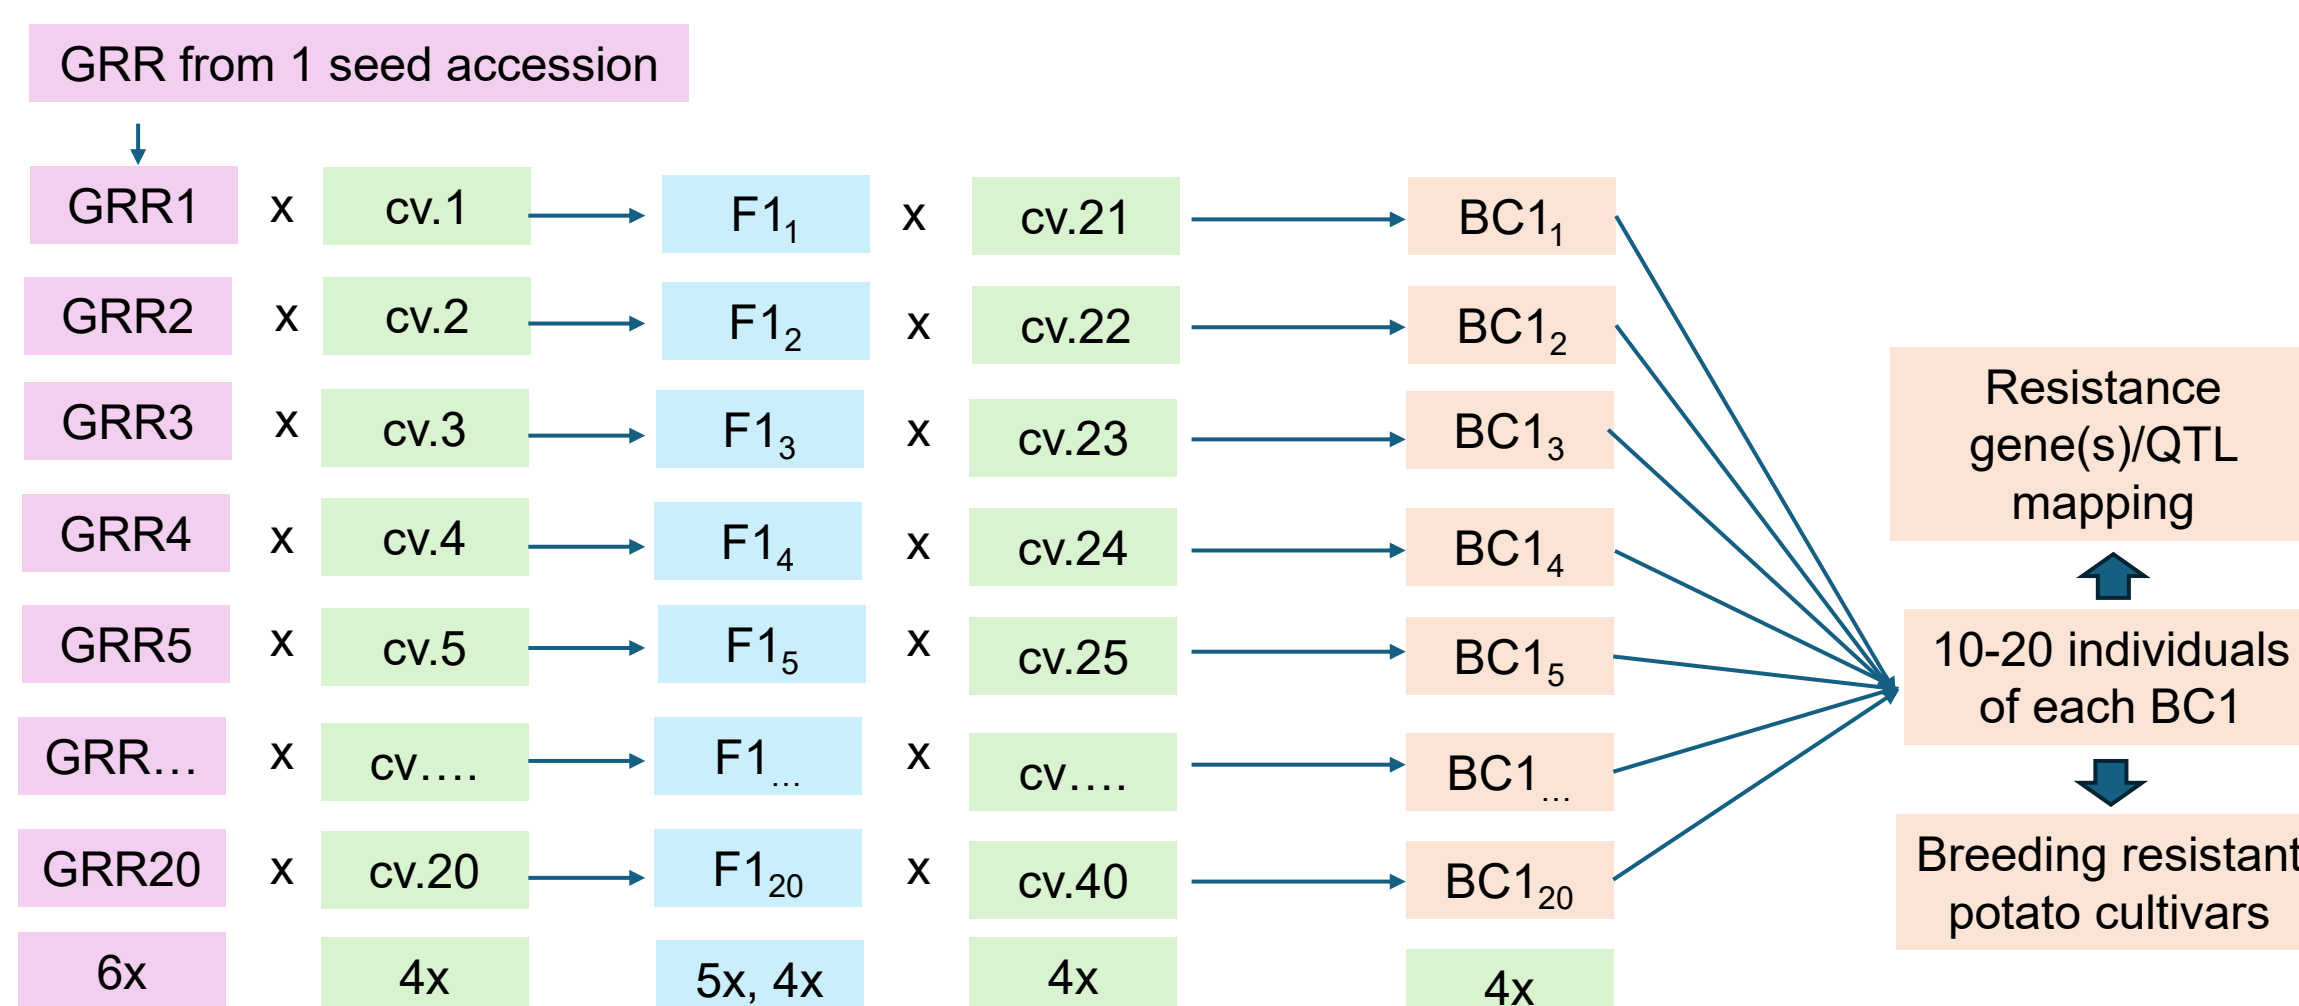 GRR from 1 seed accession
GRR1 x cv.1 F1₁ x cv.21 BC1₁
GRR2 x cv.2 F1₂ x cv.22 BC1₂
GRR3 x cv.3 F1₃ x cv.23 BC1₃
GRR4 x cv.4 F1₄ x cv.24 BC1₄
GRR5 x cv.5 F1₅ x cv.25 BC1₅
GRR… x cv…. F1… x cv…. BC1…
GRR20 x cv.20 F1₂₀ x cv.40 BC1₂₀
6x 4x 5x, 4x 4x 4x
Resistance
gene(s)/QTL
mapping
10-20 individuals
of each BC1
Breeding resistant
potato cultivars